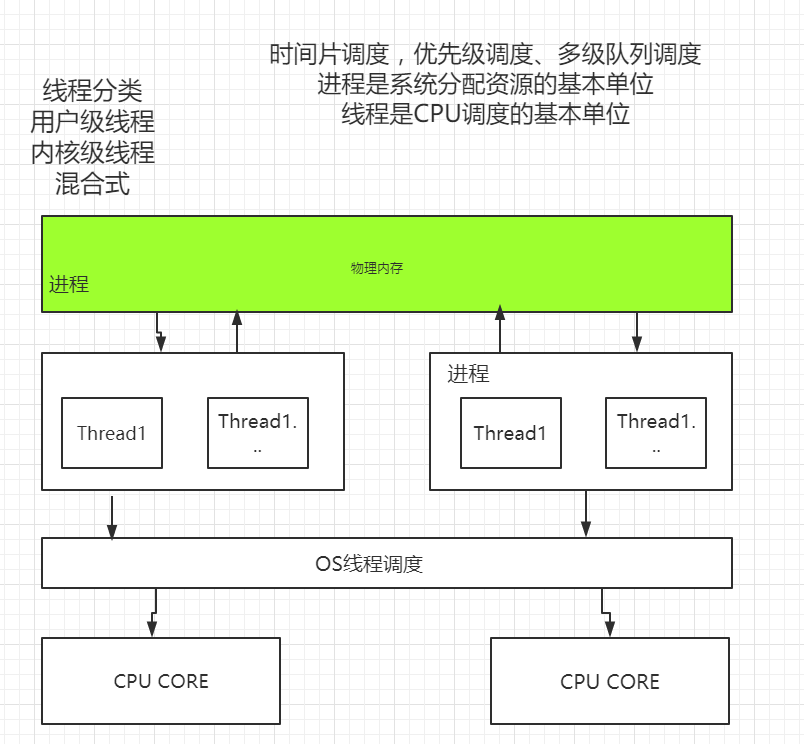 时间片调度，优先级调度、多级队列调度
进程是系统分配资源的基本单位
线程是CPU调度的基本单位
线程分类
用户级线程
内核级线程
混合式
物理内存
进程
进程
Thread1
Thread1.
..
Thread1
Thread1.
..
OS线程调度
CPU CORE
CPU CORE